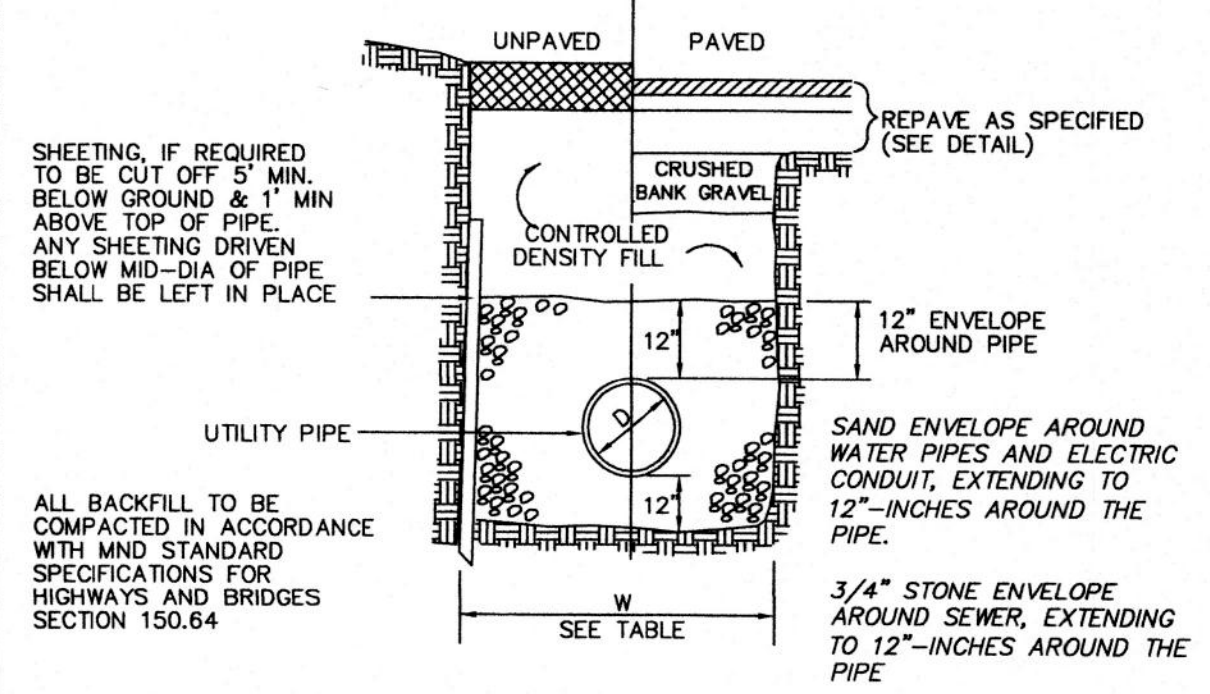 UNPAVED
PAVED
REPAVE AS SPECIFIED
(SEE DETAIL)
SHEETING, IF REQUIRED
TO BE CUT OFF 5' MIN.
BELOW GROUND & 1' MIN
ABOVE TOP OF PIPE.
ANY SHEETING DRIVEN
BELOW MID-DIA OF PIPE
SHALL BE LEFT IN PLACE
CRUSHED
BANK GRAVEL
CONTROLLED
DENSITY FILL
12"
12" ENVELOPE
AROUND PIPE
D
UTILITY PIPE
12"
SAND ENVELOPE AROUND
WATER PIPES AND ELECTRIC
CONDUIT, EXTENDING TO
12"-INCHES AROUND THE
PIPE.
ALL BACKFILL TO BE
COMPACTED IN ACCORDANCE
WITH MND STANDARD
SPECIFICATIONS FOR
HIGHWAYS AND BRIDGES
SECTION 150.64
W
SEE TABLE
3/4" STONE ENVELOPE
AROUND SEWER, EXTENDING
TO 12"-INCHES AROUND THE
PIPE